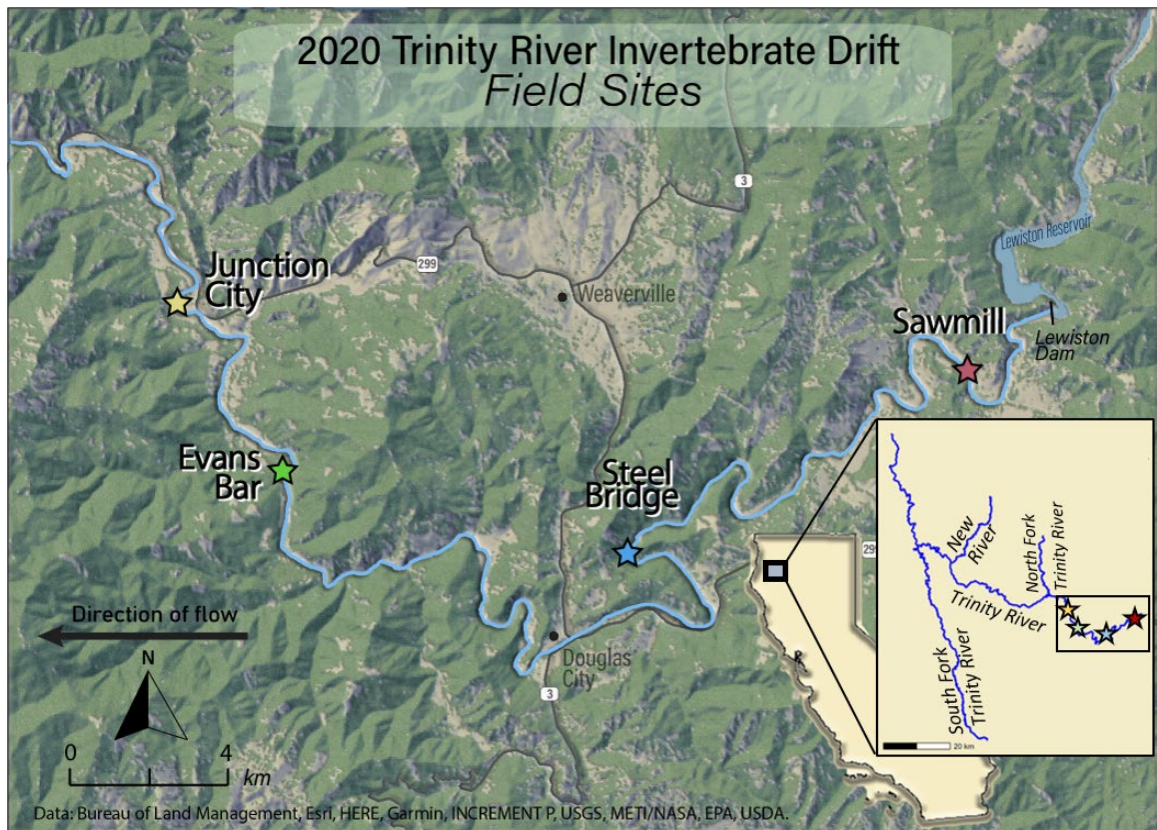 2020 Trinity River Invertebrate Drift
Field Sites
3
Lewiston Reservoir
Junction
City
299
Weaverville
Sawmill
Lewiston
Dam
Evans
Bar
Steel
Bridge
299
New
River
North Fork
Trinity River
Trinity River
South Fork
Trinity River
20 km
Direction of flow
N
Douglas
City
3
0 4
km
Data: Bureau of Land Management, Esri, HERE, Garmin, INCREMENT P, USGS, METI/NASA, EPA, USDA.